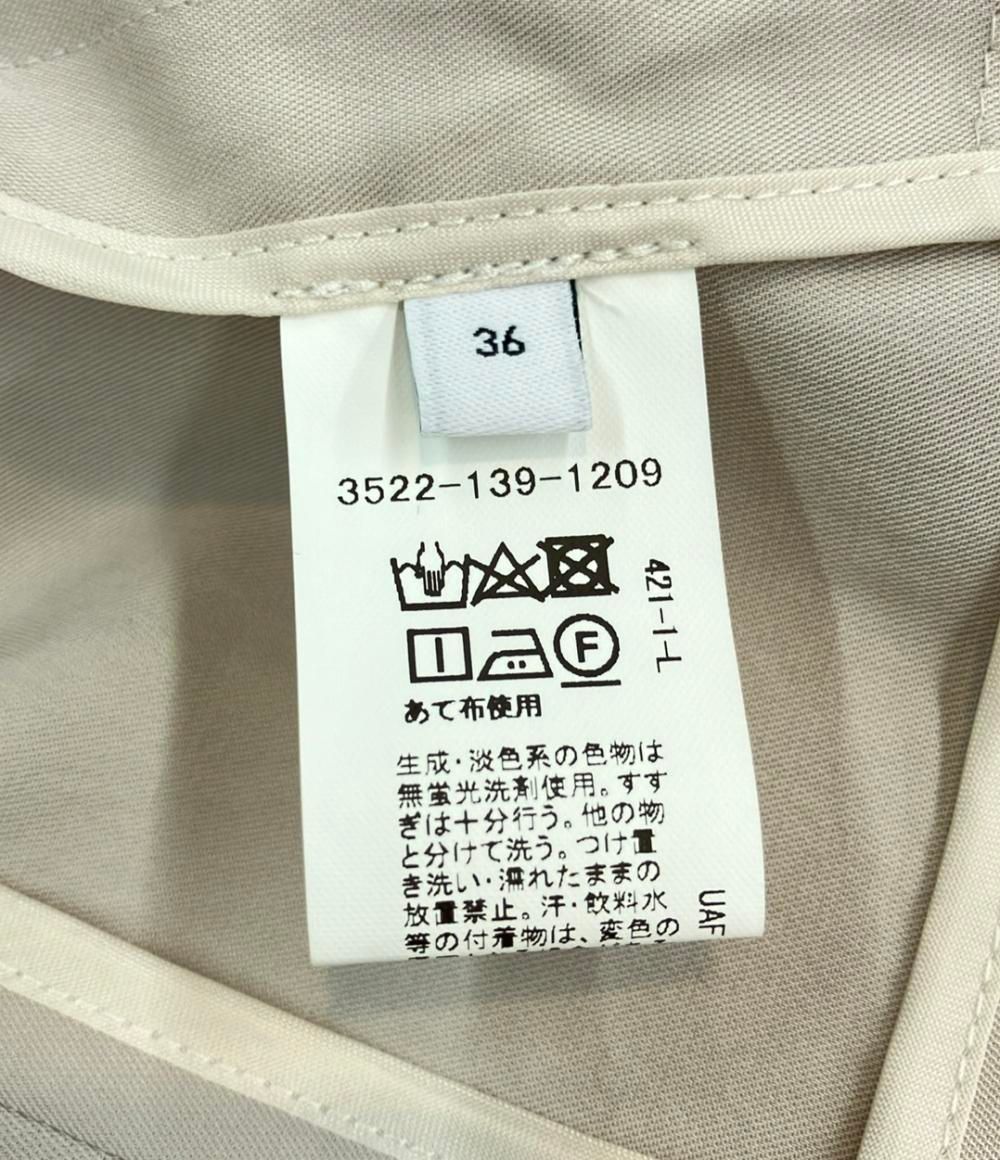 36
3522-139-1209
421-1-L
F
あて布使用
生成・淡色系の色物は
無蛍光洗剤使用。すす
ぎは十分行う。他の物
と分けて洗う。つけ置
き洗い・濡れたままの
放置禁止。汗・飲料水
等の付着物は、変色の
UAF